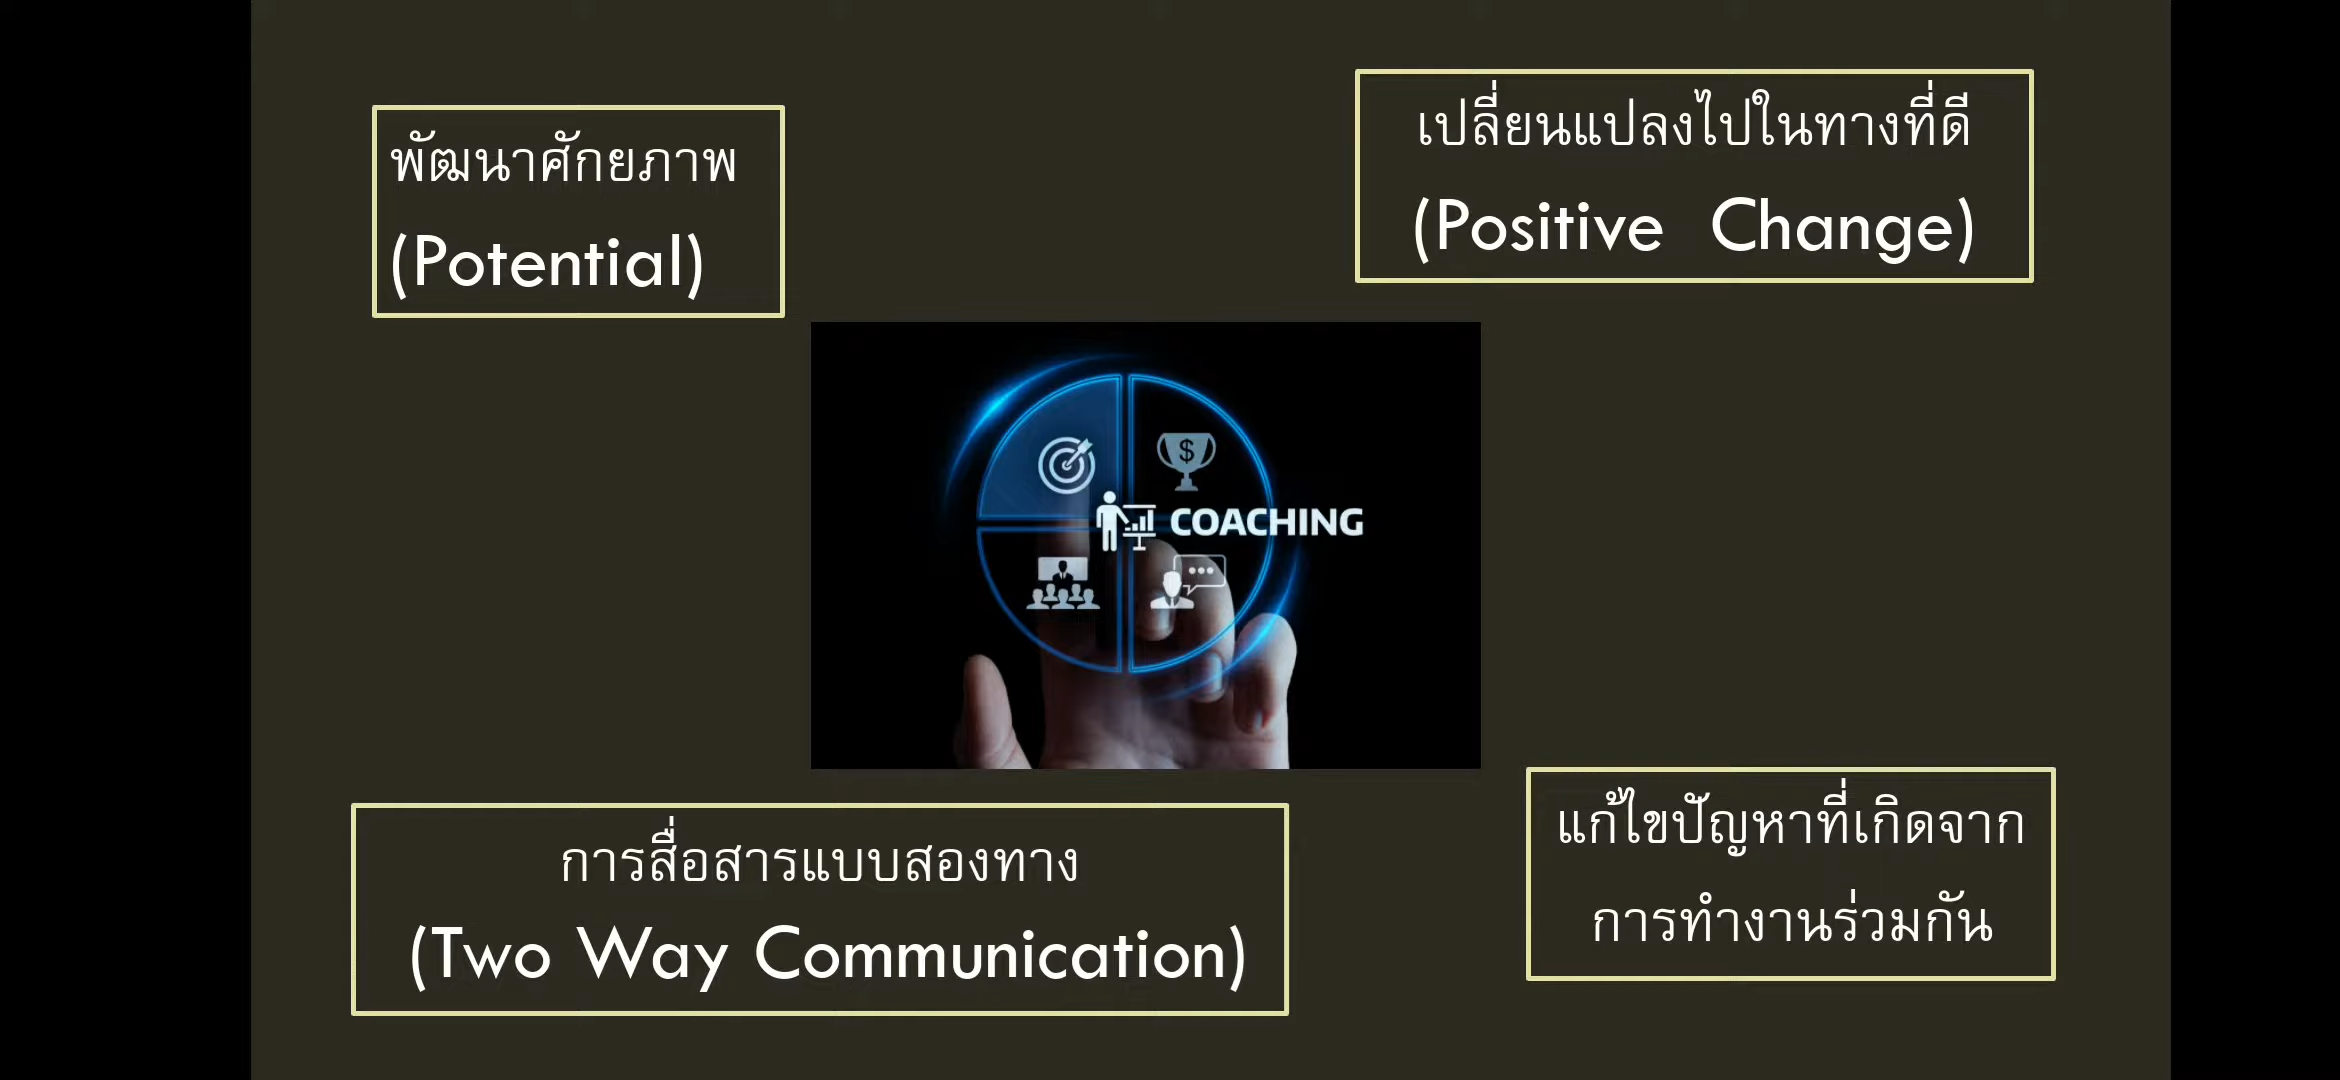 พัฒนาศักยภาพ
(Potential)
เปลี่ยนแปลงไปในทางที่ดี
(Positive Change)
COACHING
การสื่อสารแบบสองทาง
(Two Way Communication)
แก้ไขปัญหาที่เกิดจาก
การทำงานร่วมกัน